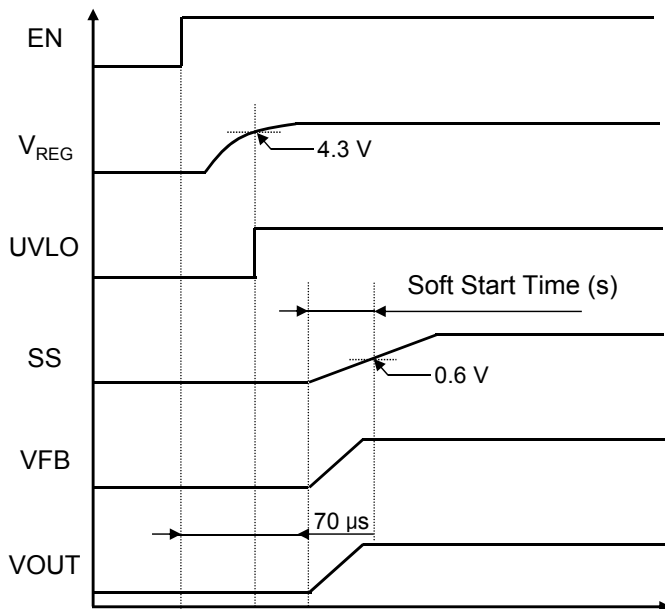 EN
VREG
4.3 V
UVLO
Soft Start Time (s)
SS
0.6 V
VFB
70 µs
VOUT